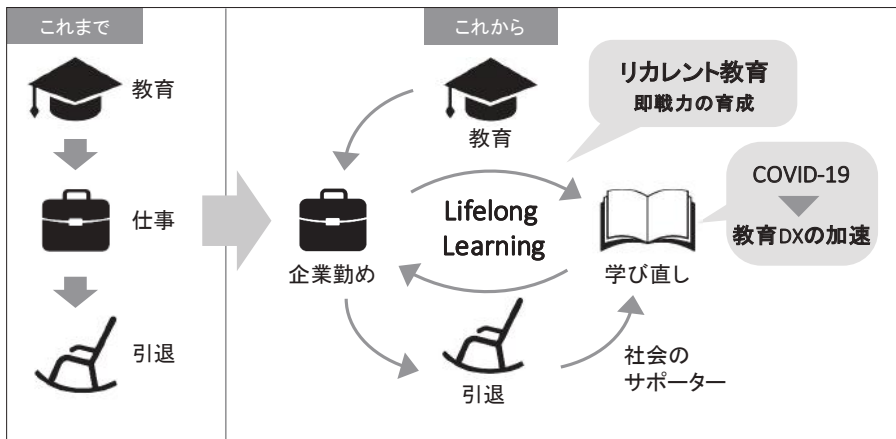 これまで
教育
仕事
引退
これから
教育
リカレント教育
即戦力の育成
COVID-19
教育DXの加速
Lifelong
Learning
企業勤め
学び直し
引退
社会の
サポーター